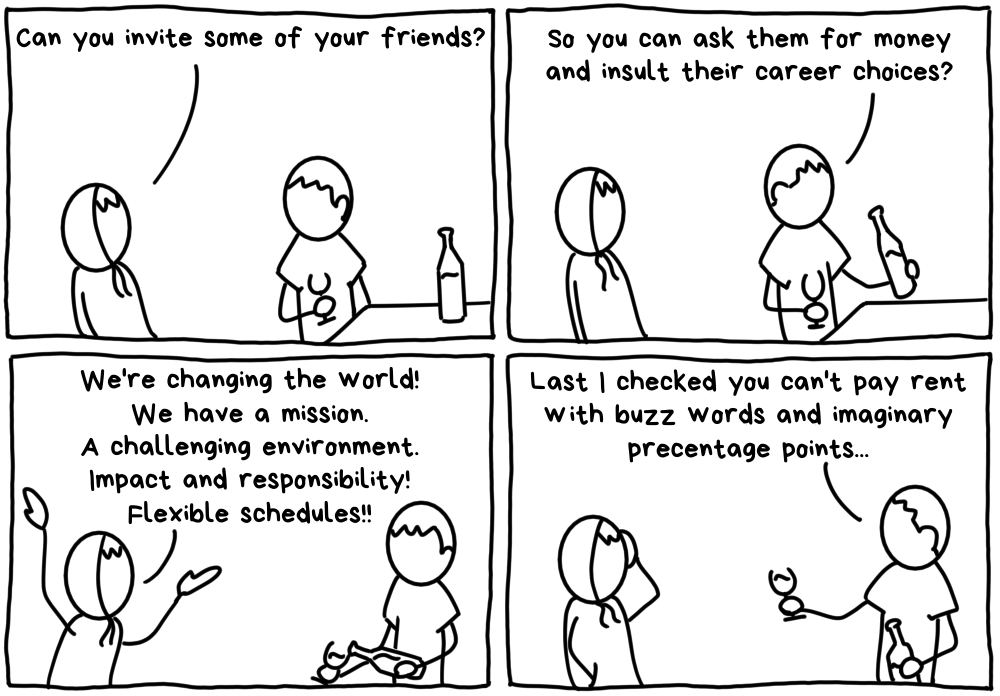 Can you invite some of your friends?
So you can ask them for money
and insult their career choices?
We're changing the world!
We have a mission.
A challenging environment.
Impact and responsibility!
Flexible schedules!!
Last I checked you can't pay rent
with buzz words and imaginary
precentage points...